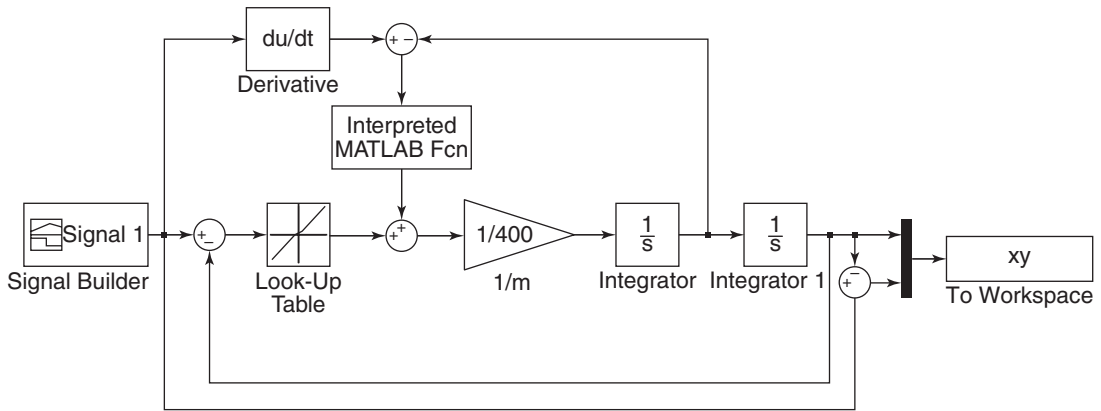 du/dt
Derivative
+ −
Interpreted
MATLAB Fcn
Signal 1
Signal Builder
+
−
Look-Up
Table
+
+
1/400
1/m
1
s
Integrator
1
s
Integrator 1
−
+
xy
To Workspace